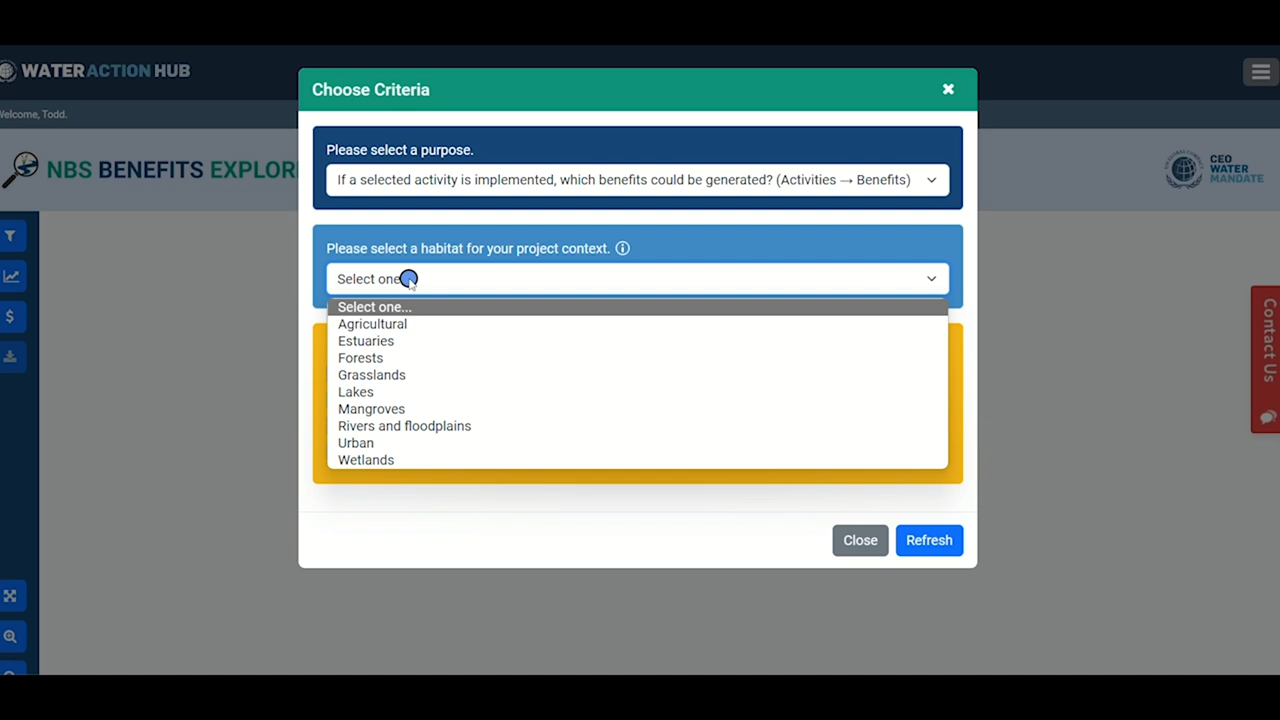 WATER ACTION HUB
Welcome, Todd.
NBS BENEFITS EXPLOR
CEO
WATER
MANDATE
Choose Criteria
Please select a purpose.
If a selected activity is implemented, which benefits could be generated? (Activities → Benefits)
Please select a habitat for your project context.
Select one
Select one...
Agricultural
Estuaries
Forests
Grasslands
Lakes
Mangroves
Rivers and floodplains
Urban
Wetlands
Close
Refresh
Contact Us